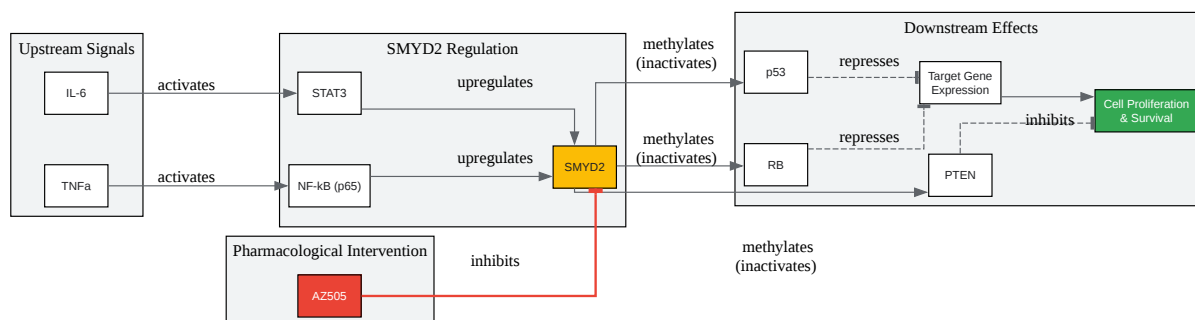 Upstream Signals
IL-6
TNFa
activates
activates
SMYD2 Regulation
STAT3
NF-kB (p65)
upregulates
upregulates
SMYD2
Pharmacological Intervention
AZ505
inhibits
methylates
(inactivates)
methylates
(inactivates)
methylates
(inactivates)
Downstream Effects
p53
RB
represses
represses
Target Gene
Expression
PTEN
inhibits
Cell Proliferation
& Survival